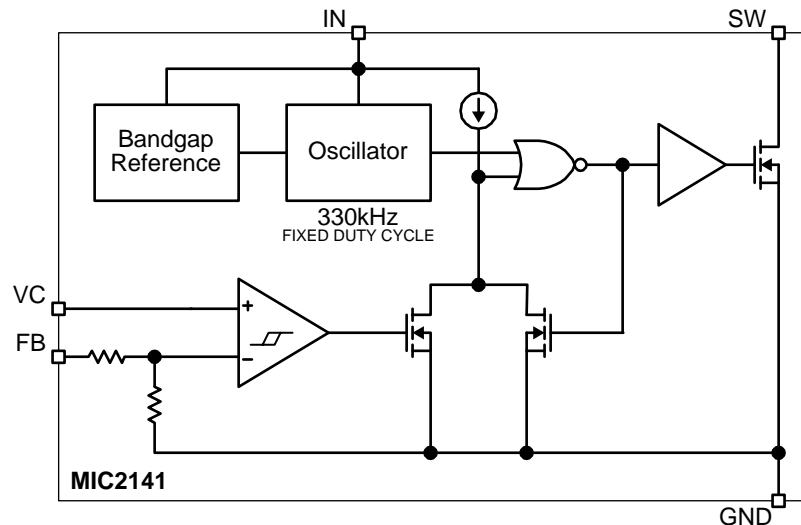 IN
SW
Bandgap
Reference
Oscillator
330kHz
FIXED DUTY CYCLE
VC
+
FB
−
MIC2141
GND